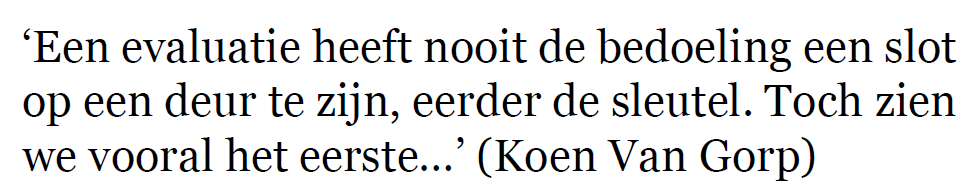 ‘Een evaluatie heeft nooit de bedoeling een slot
op een deur te zijn, eerder de sleutel. Toch zien
we vooral het eerste…’ (Koen Van Gorp)